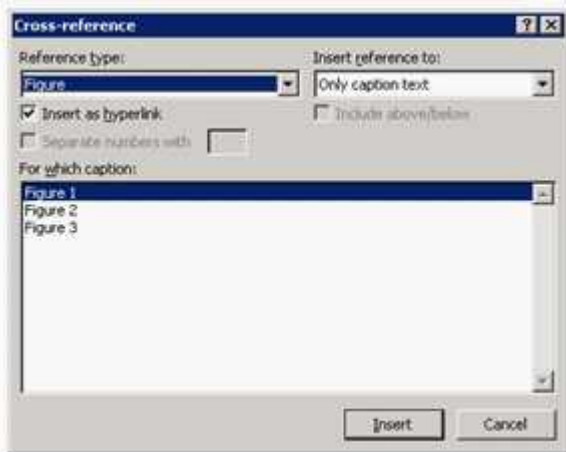 Cross-reference
Reference type:
Insert reference to:
Figure
Only caption text
Insert as hyperlink
Include above/below
Separate numbers with
For which caption:
Figure 1
Figure 2
Figure 3
Insert
Cancel